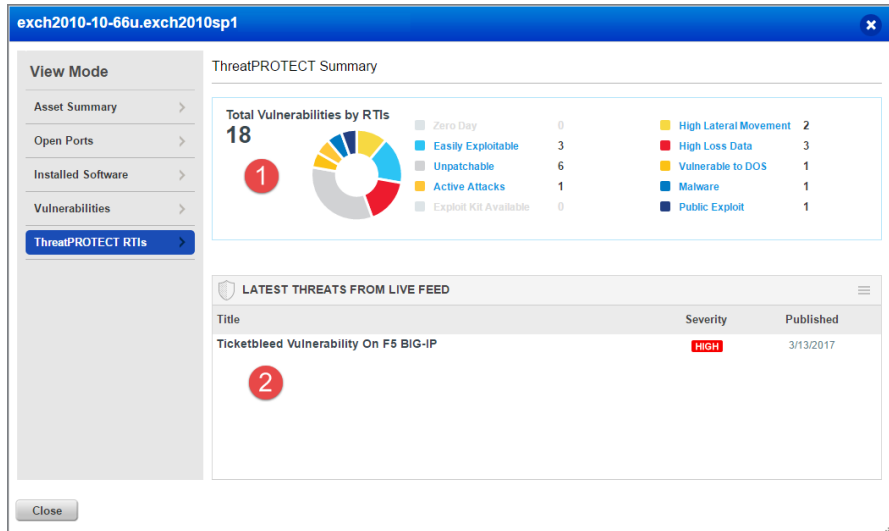 exch2010-10-66u.exch2010sp1
View Mode
Asset Summary
Open Ports
Installed Software
Vulnerabilities
ThreatPROTECT RTIs
ThreatPROTECT Summary
Total Vulnerabilities by RTIs
18
1
Zero Day 0
Easily Exploitable 3
Unpatchable 6
Active Attacks 1
Exploit Kit Available 0
High Lateral Movement 2
High Loss Data 3
Vulnerable to DOS 1
Malware 1
Public Exploit 1
LATEST THREATS FROM LIVE FEED
Title Severity Published
Ticketbleed Vulnerability On F5 BIG-IP HIGH 3/13/2017
2
Close